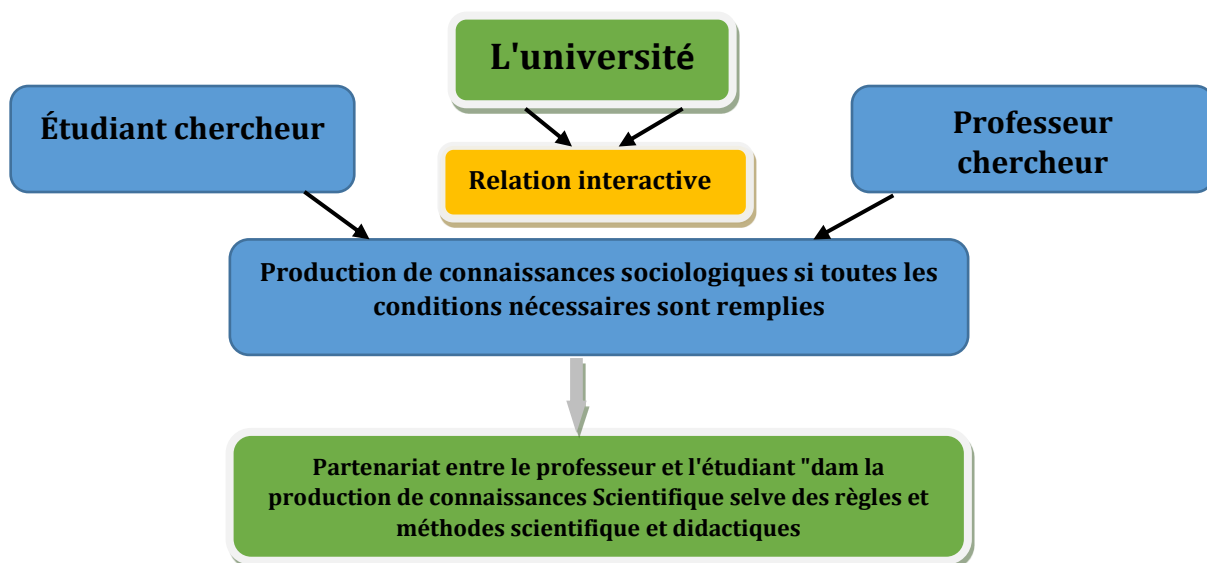 L'université
Étudiant chercheur
Professeur
chercheur
Relation interactive
Production de connaissances sociologiques si toutes les
conditions nécessaires sont remplies
Partenariat entre le professeur et l'étudiant "dam la
production de connaissances Scientifique selve des règles et
méthodes scientifique et didactiques